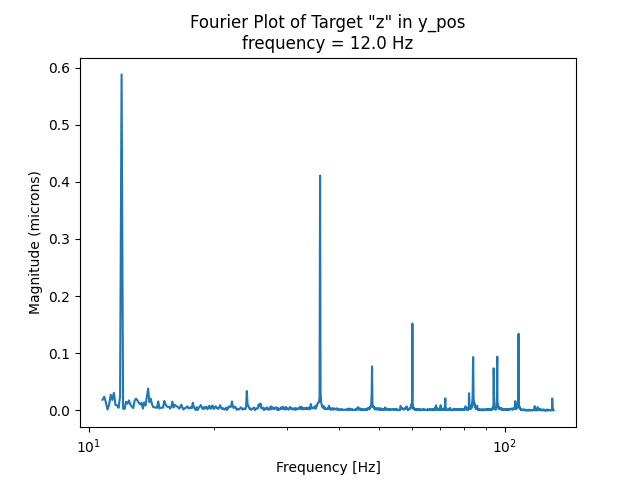 Fourier Plot of Target "z" in y_pos
frequency = 12.0 Hz
0.6
0.5
0.4
0.3
0.2
0.1
0.0
Magnitude (microns)
10¹
10²
Frequency [Hz]